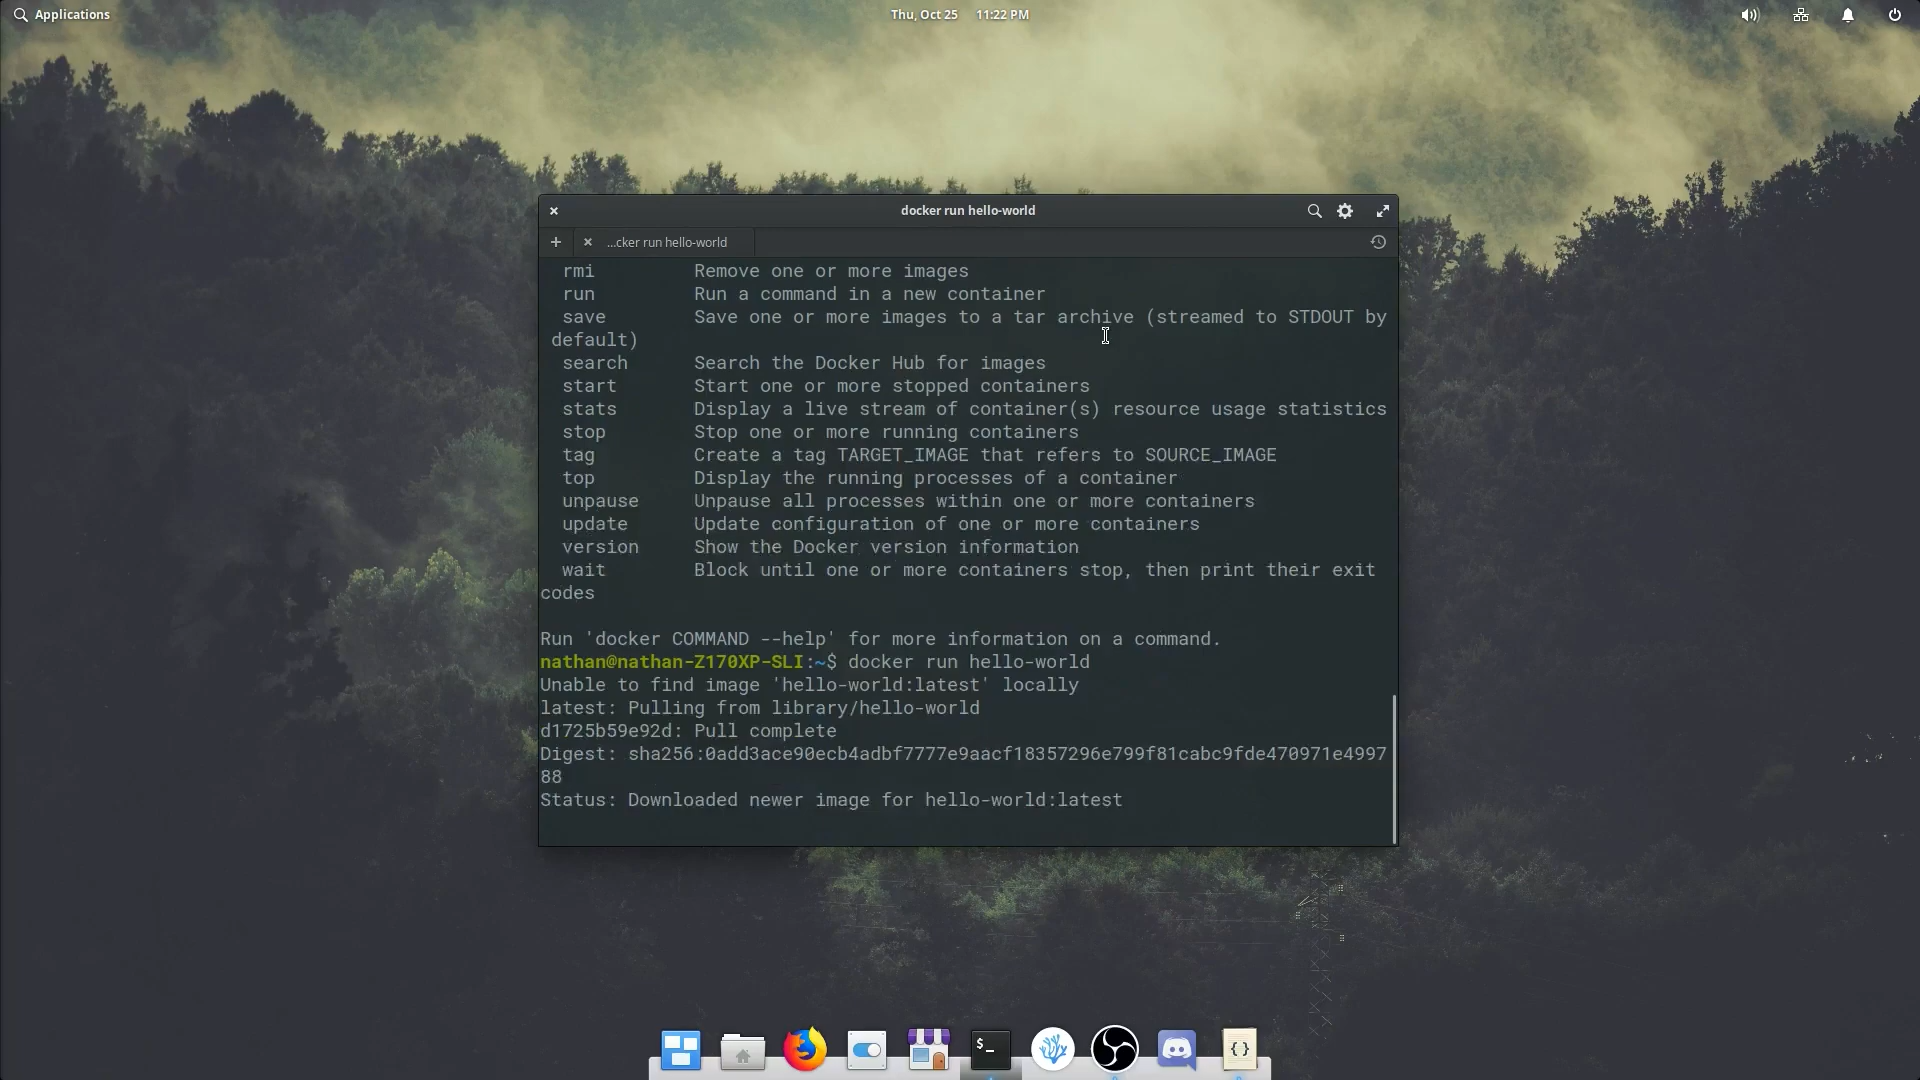 Applications
Thu, Oct 25 11:22 PM
docker run hello-world
...cker run hello-world
rmi Remove one or more images
run Run a command in a new container
save Save one or more images to a tar archive (streamed to STDOUT by
default)
search Search the Docker Hub for images
start Start one or more stopped containers
stats Display a live stream of container(s) resource usage statistics
stop Stop one or more running containers
tag Create a tag TARGET_IMAGE that refers to SOURCE_IMAGE
top Display the running processes of a container
unpause Unpause all processes within one or more containers
update Update configuration of one or more containers
version Show the Docker version information
wait Block until one or more containers stop, then print their exit
codes
Run 'docker COMMAND --help' for more information on a command.
nathan@nathan-Z170XP-SLI:~$ docker run hello-world
Unable to find image 'hello-world:latest' locally
latest: Pulling from library/hello-world
d1725b59e92d: Pull complete
Digest: sha256:0add3ace90ecb4adbf7777e9aacf18357296e799f81cabc9fde470971e4997
88
Status: Downloaded newer image for hello-world:latest
$_
{}